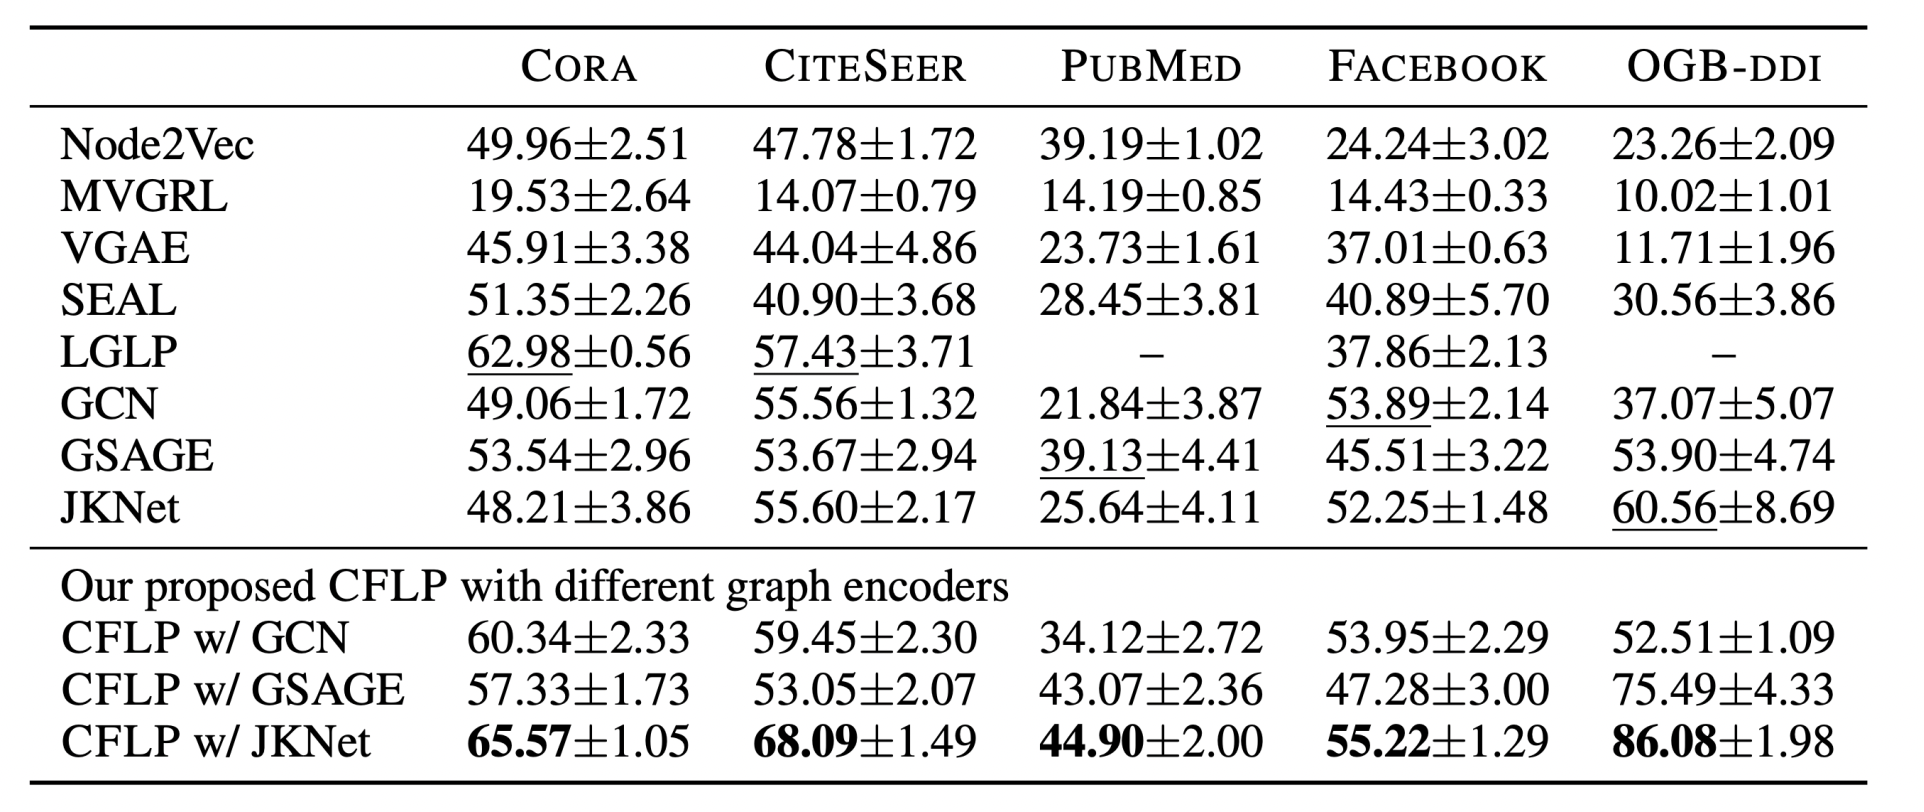 CORA CITESEER PUBMED FACEBOOK OGB-DDI
Node2Vec 49.96±2.51 47.78±1.72 39.19±1.02 24.24±3.02 23.26±2.09
MVGRL 19.53±2.64 14.07±0.79 14.19±0.85 14.43±0.33 10.02±1.01
VGAE 45.91±3.38 44.04±4.86 23.73±1.61 37.01±0.63 11.71±1.96
SEAL 51.35±2.26 40.90±3.68 28.45±3.81 40.89±5.70 30.56±3.86
LGLP 62.98±0.56 57.43±3.71 – 37.86±2.13 –
GCN 49.06±1.72 55.56±1.32 21.84±3.87 53.89±2.14 37.07±5.07
GSAGE 53.54±2.96 53.67±2.94 39.13±4.41 45.51±3.22 53.90±4.74
JKNet 48.21±3.86 55.60±2.17 25.64±4.11 52.25±1.48 60.56±8.69
Our proposed CFLP with different graph encoders
CFLP w/ GCN 60.34±2.33 59.45±2.30 34.12±2.72 53.95±2.29 52.51±1.09
CFLP w/ GSAGE 57.33±1.73 53.05±2.07 43.07±2.36 47.28±3.00 75.49±4.33
CFLP w/ JKNet 65.57±1.05 68.09±1.49 44.90±2.00 55.22±1.29 86.08±1.98